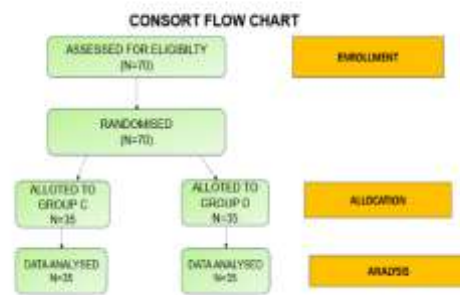 CONSORT FLOW CHART
ASSESSED FOR ELIGIBILTY
(N=70)
ENROLLMENT
RANDOMISED
(N=70)
ALLOTED TO
GROUP C
N=35
ALLOTED TO
GROUP D
N=35
ALLOCATION
DATA ANALYSED
N=35
DATA ANALYSED
N=35
ANALYSIS